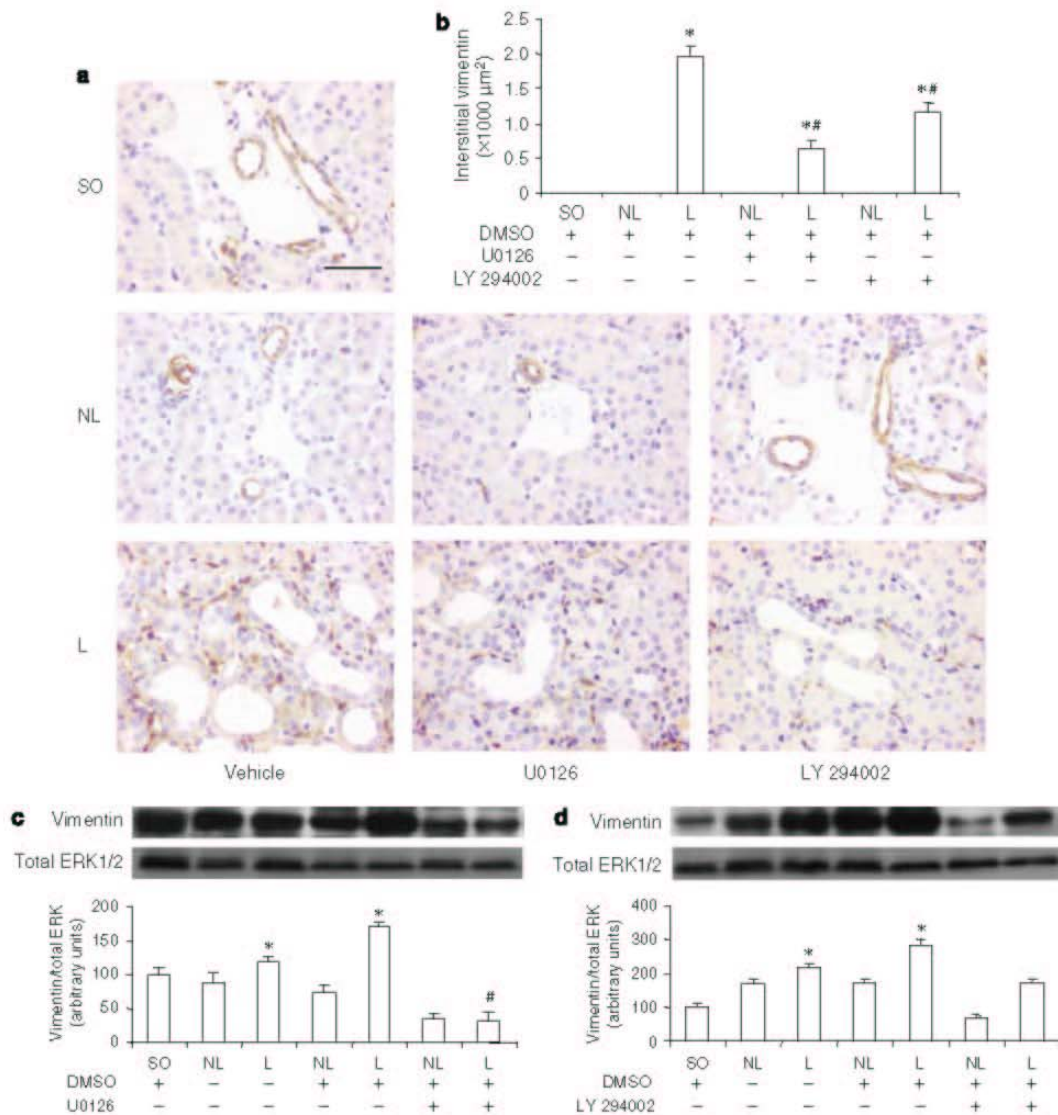 a
SO
NL
L
Vehicle U0126 LY 294002
b
Interstitial vimentin
(×1000 μm²)
2.5
2.0
1.5
1.0
0.5
0
* *# *#
SO NL L NL L NL L
DMSO + + + + + + +
U0126 – – – + + – –
LY 294002 – – – – – + +
c
Vimentin
Total ERK1/2
Vimentin/total ERK
(arbitrary units)
200
150
100
50
0
* * #
SO NL L NL L NL L
DMSO + – – + + + +
U0126 – – – – – + +
d
Vimentin
Total ERK1/2
Vimentin/total ERK
(arbitrary units)
400
300
200
100
0
* *
SO NL L NL L NL L
DMSO + – – + + + +
LY 294002 – – – – – + +